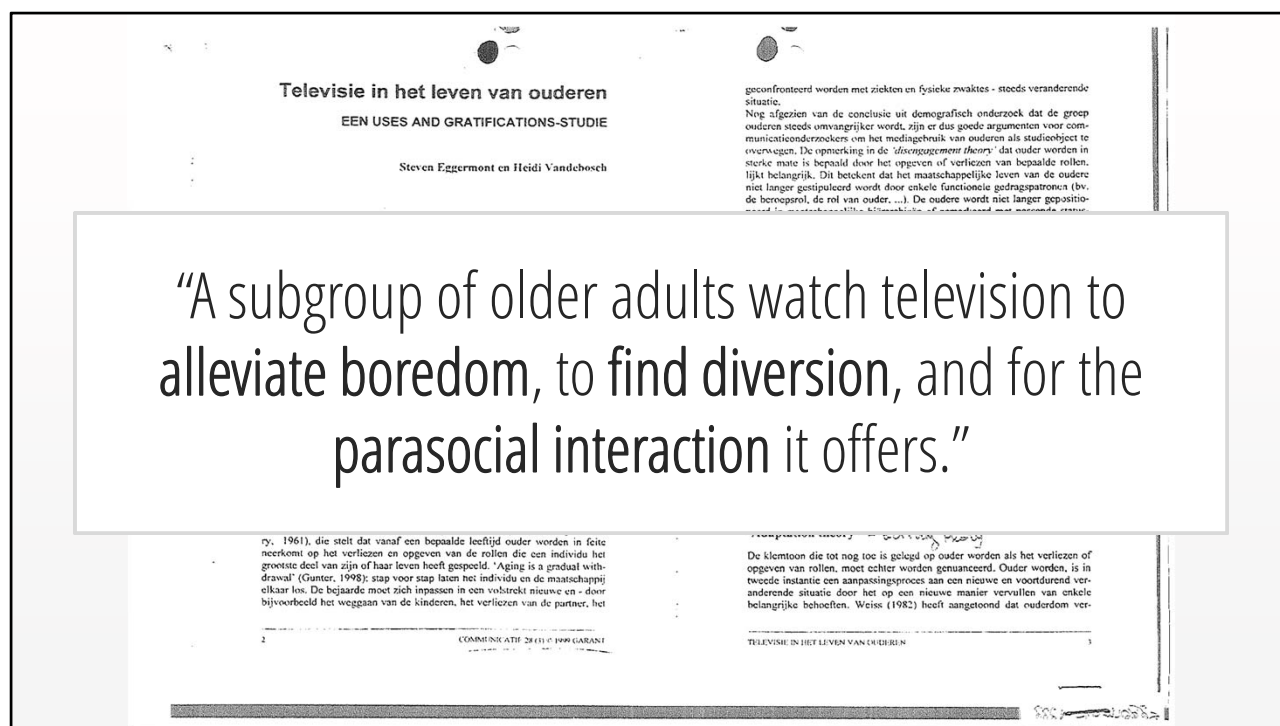 Televisie in het leven van ouderen
EEN USES AND GRATIFICATIONS-STUDIE
Steven Eggermont en Heidi Vandebosch
“A subgroup of older adults watch television to
alleviate boredom, to find diversion, and for the
parasocial interaction it offers.”
ry, 1961), die stelt dat vanaf een bepaalde leeftijd ouder worden in feite
neerkomt op het verliezen en opgeven van de rollen die een individu het
grootste deel van zijn of haar leven heeft gespeeld. 'Aging is a gradual with-
drawal' (Gunter, 1998); stap voor stap laten het individu en de maatschappij
elkaar los. De bejaarde moet zich inpassen in een volstrekt nieuwe en - door
bijvoorbeeld het weggaan van de kinderen, het verliezen van de partner, het
2
COMMUNICATIE 28 (3) © 1999 GARANT
geconfronteerd worden met ziekten en fysieke zwaktes - steeds veranderende
situatie.
Nog afgezien van de conclusie uit demografisch onderzoek dat de groep
ouderen steeds omvangrijker wordt, zijn er dus goede argumenten voor com-
municatieonderzoekers om het mediagebruik van ouderen als studieobject te
overwegen. De opmerking in de 'disengagement theory' dat ouder worden in
sterke mate is bepaald door het opgeven of verliezen van bepaalde rollen,
lijkt belangrijk. Dit betekent dat het maatschappelijke leven van de oudere
niet langer gestipuleerd wordt door enkele functionele gedragspatronen (bv.
de beroepsrol, de rol van ouder, ...). De oudere wordt niet langer gepositio-
Adaptation theory
De klemtoon die tot nog toe is gelegd op ouder worden als het verliezen of
opgeven van rollen, moet echter worden genuanceerd. Ouder worden, is in
tweede instantie een aanpassingsproces aan een nieuwe en voortdurend ver-
anderende situatie door het op een nieuwe manier vervullen van enkele
belangrijke behoeften. Weiss (1982) heeft aangetoond dat ouderdom ver-
TELEVISIE IN HET LEVEN VAN OUDEREN
3